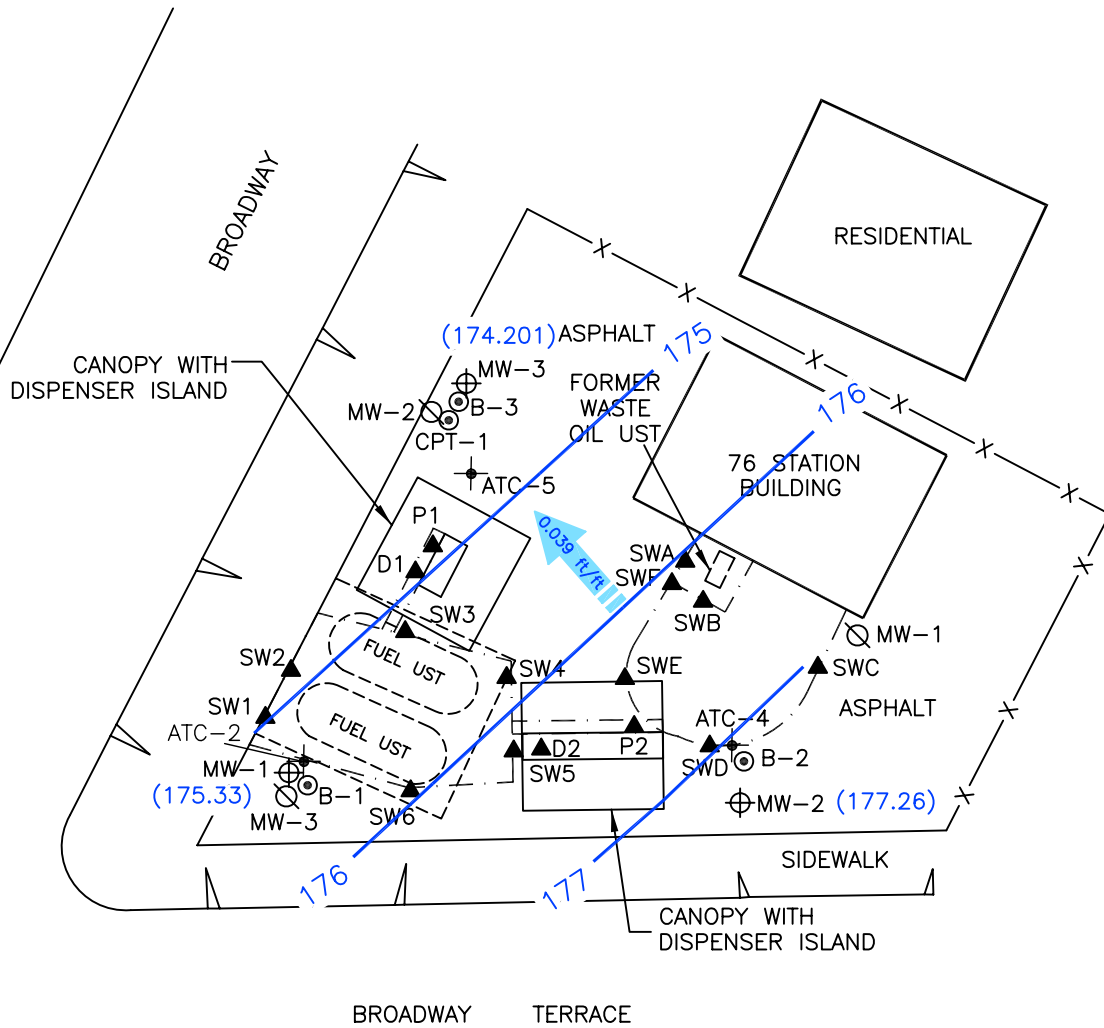 BROADWAY
RESIDENTIAL
(174.201)
ASPHALT
175
CANOPY WITH
DISPENSER ISLAND
MW-3
FORMER
WASTE
OIL UST
176
MW-2
B-3
CPT-1
76 STATION
BUILDING
ATC-5
P1
0.039 ft/ft
D1
SWA
SWF
SW3
SWB
MW-1
FUEL UST
SW2
SW4
SWE
SWC
SW1
FUEL UST
ATC-4
ASPHALT
ATC-2
D2
P2
B-2
MW-1
SW5
SWD
(175.33)
B-1
MW-2
(177.26)
MW-3
SW6
SIDEWALK
176
177
CANOPY WITH
DISPENSER ISLAND
BROADWAY TERRACE